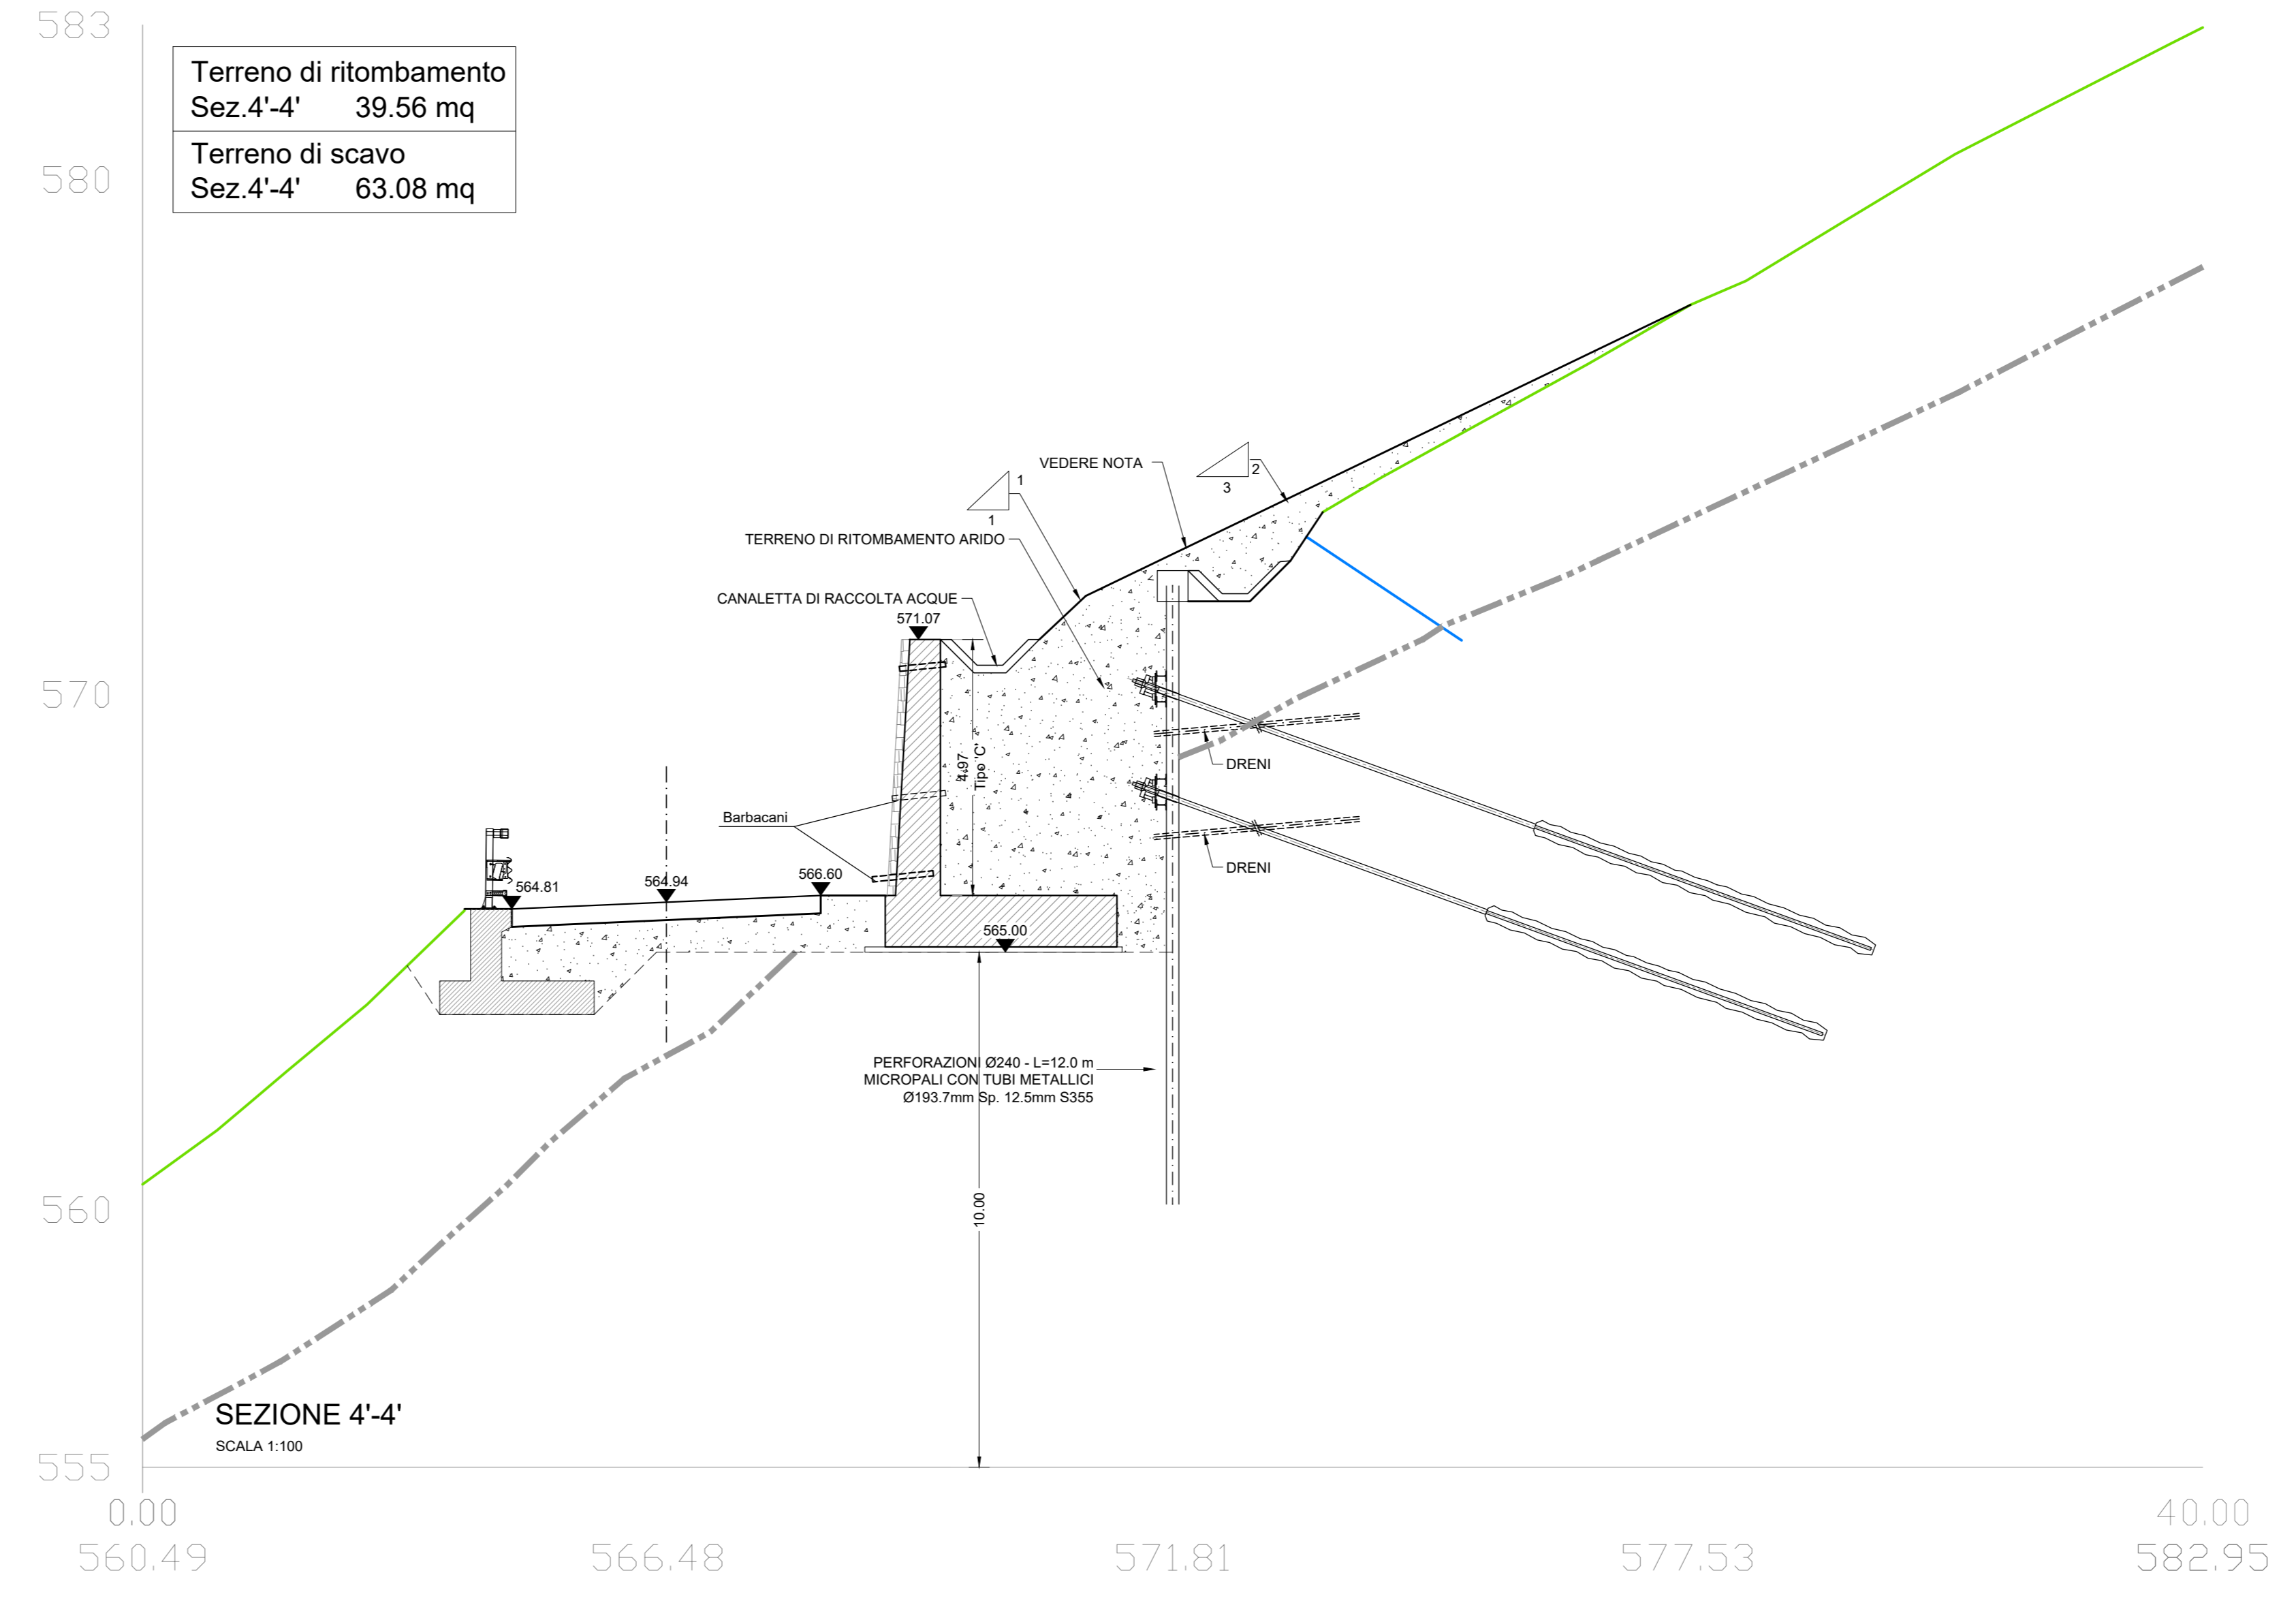 583
Terreno di ritombamento
Sez.4'-4' 39.56 mq
Terreno di scavo
Sez.4'-4' 63.08 mq
580
VEDERE NOTA
2
3
1
1
TERRENO DI RITOMBAMENTO ARIDO
CANALETTA DI RACCOLTA ACQUE
571.07
570
4.97
Tipo 'C'
DRENI
Barbacani
DRENI
564.81
564.94
566.60
565.00
PERFORAZIONI Ø240 - L=12.0 m
MICROPALI CON TUBI METALLICI
Ø193.7mm Sp. 12.5mm S355
560
10.00
SEZIONE 4'-4'
SCALA 1:100
555
0.00 40.00
560.49 566.48 571.81 577.53 582.95